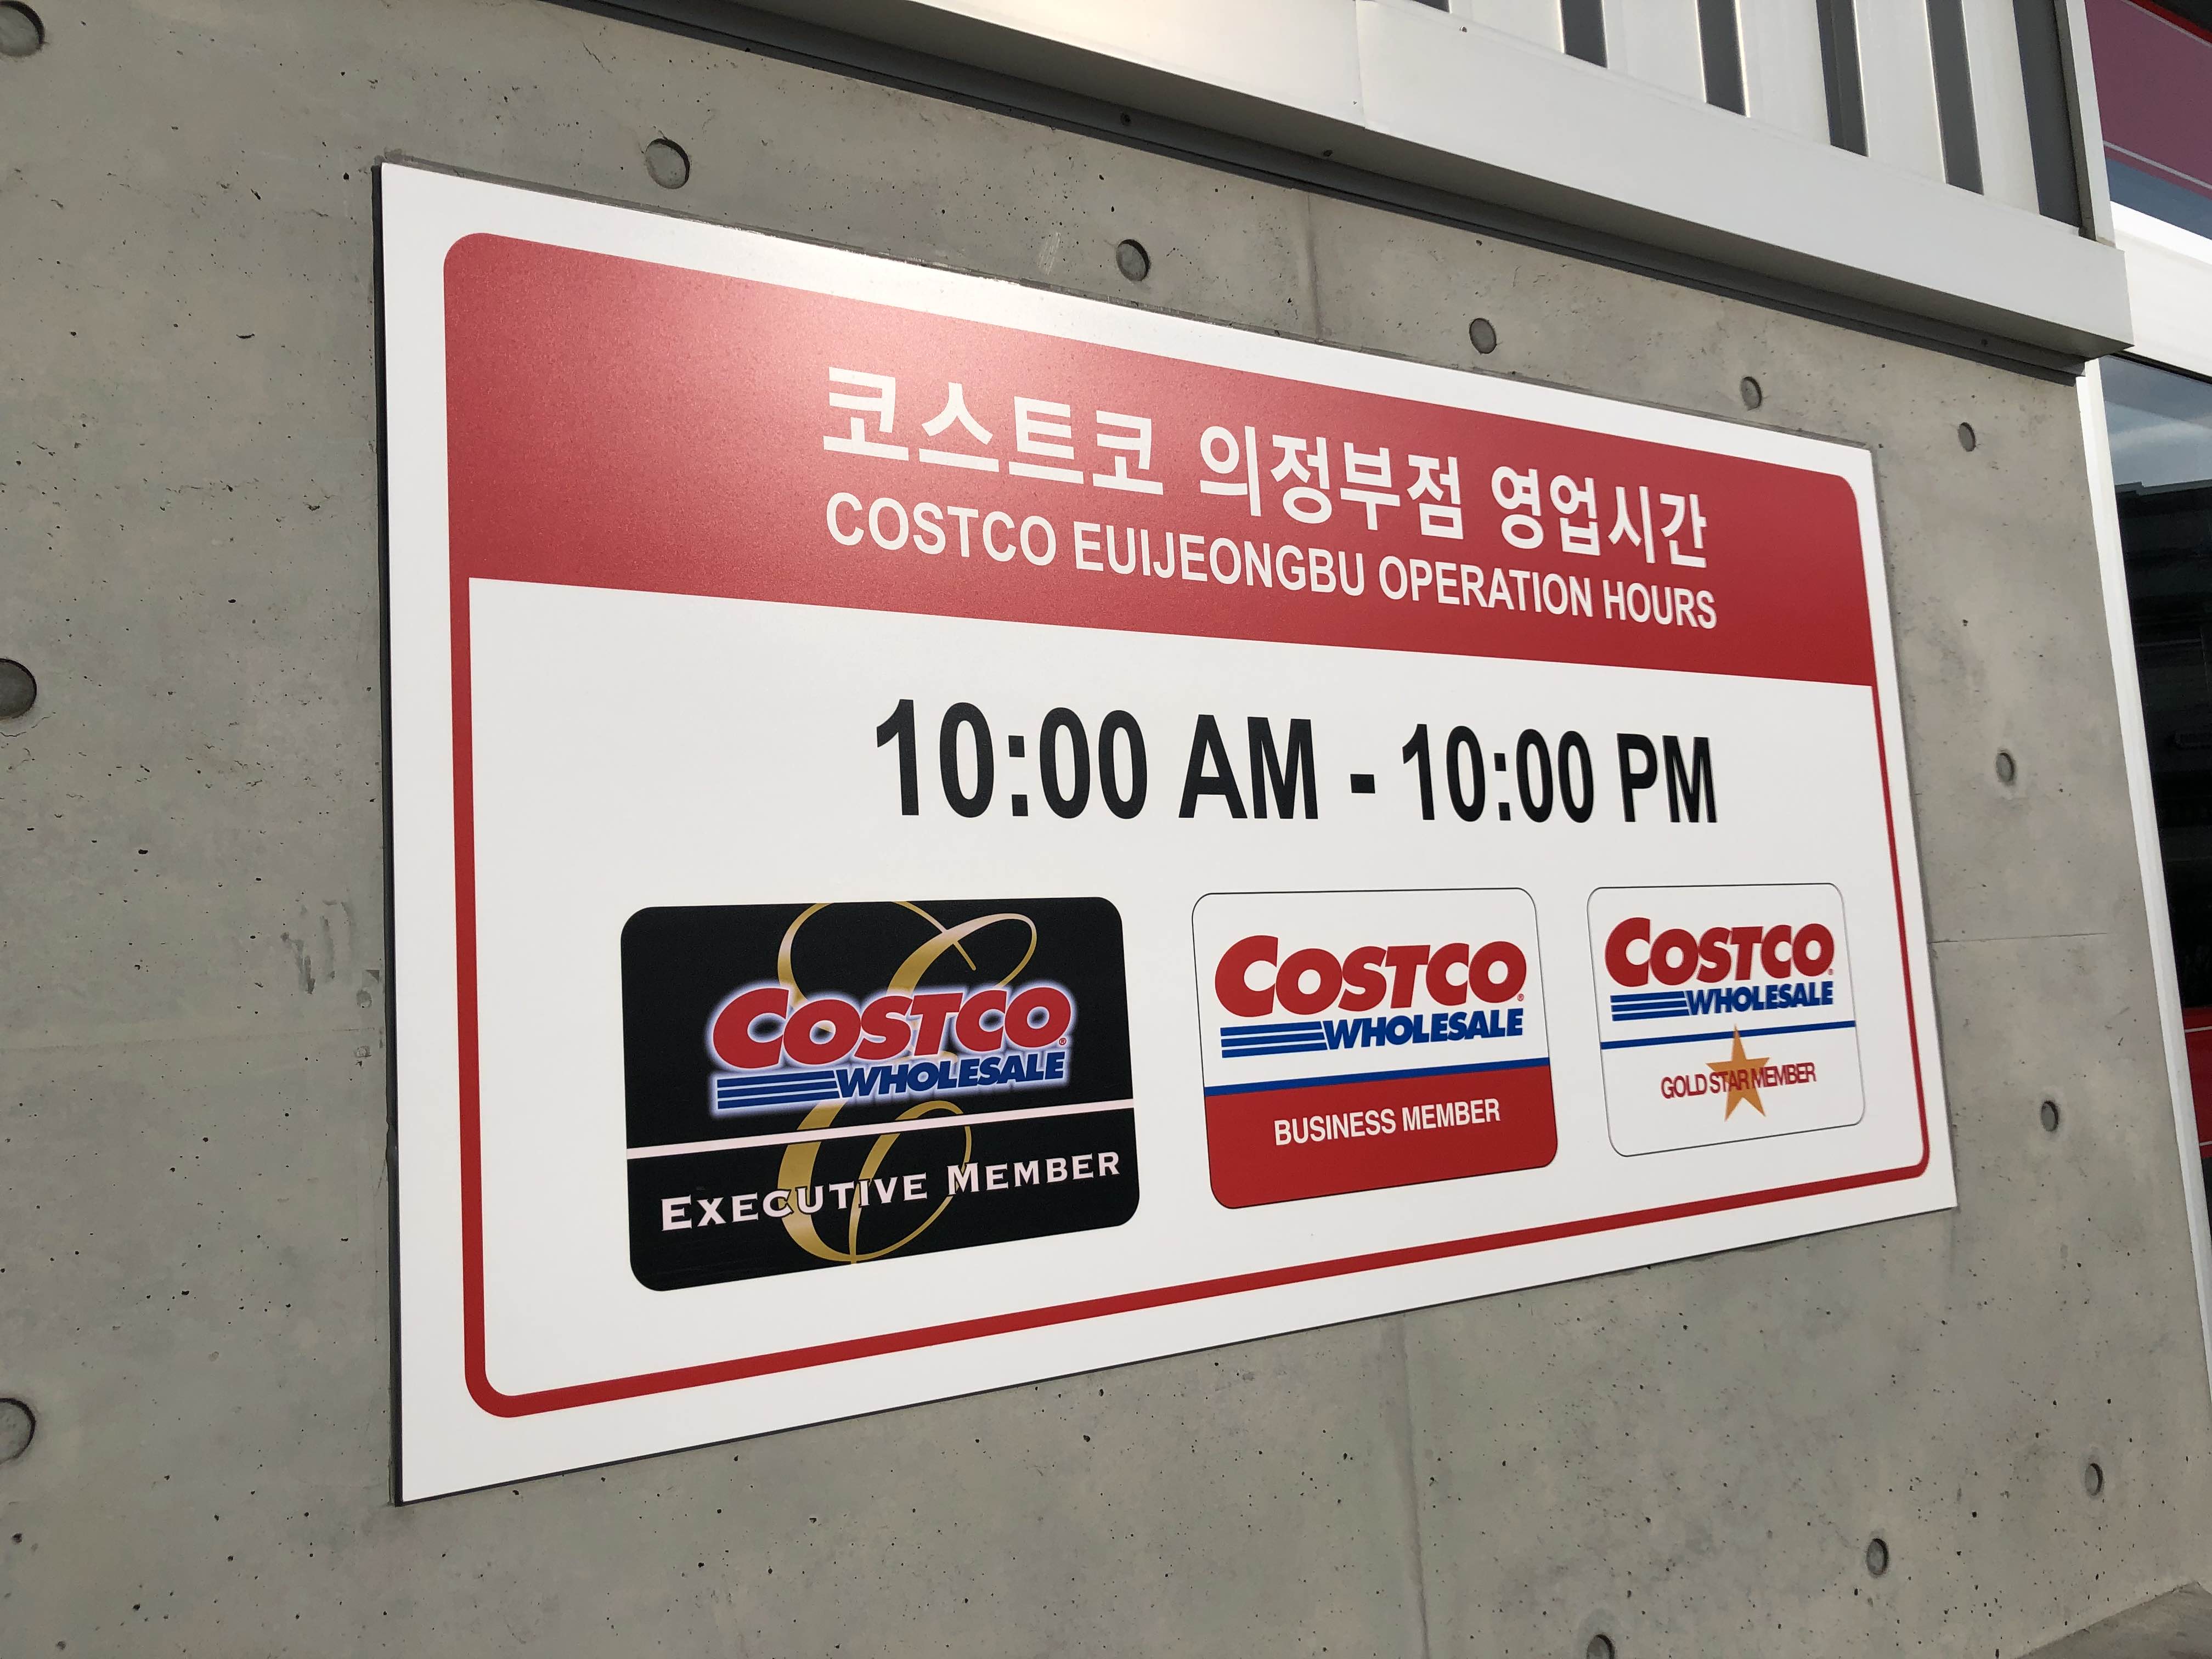 코스트코 의정부점 영업시간
COSTCO EUIJEONGBU OPERATION HOURS
10:00 AM - 10:00 PM
COSTCO
WHOLESALE
EXECUTIVE MEMBER
COSTCO
WHOLESALE
BUSINESS MEMBER
COSTCO
WHOLESALE
GOLD STAR MEMBER